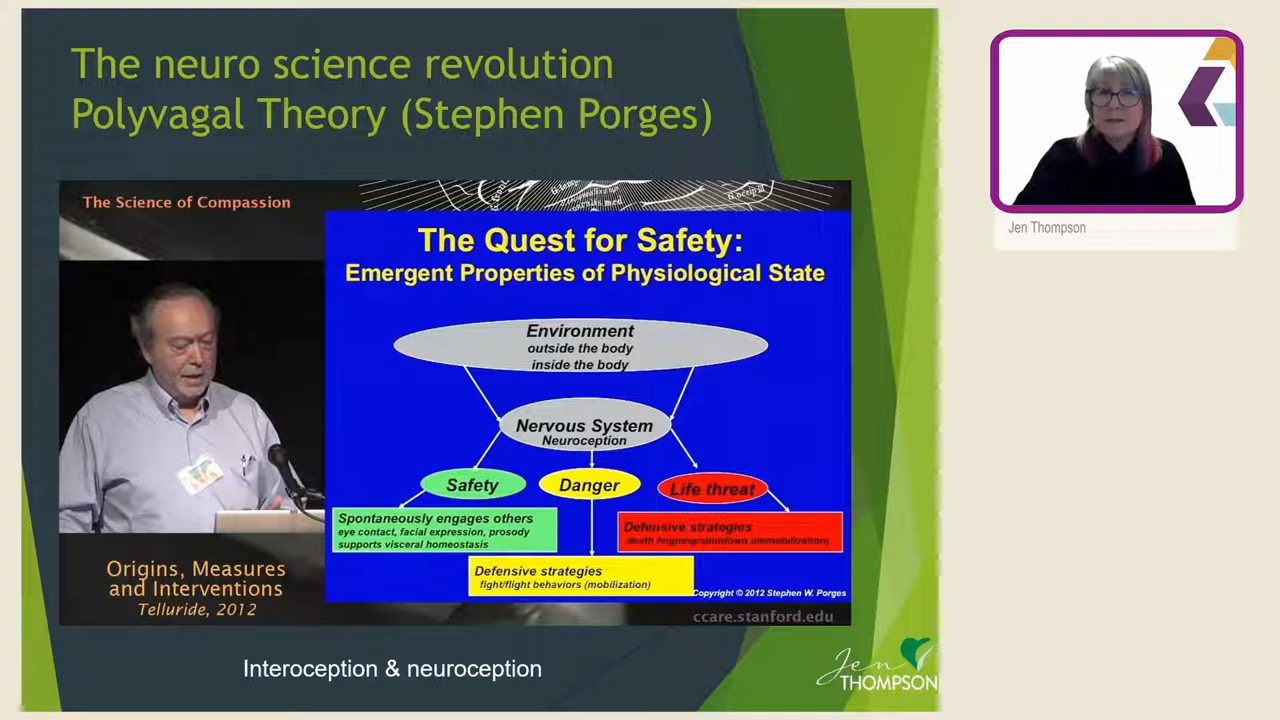 The neuro science revolution
Polyvagal Theory (Stephen Porges)
The Science of Compassion
The Quest for Safety:
Emergent Properties of Physiological State
Environment
outside the body
inside the body
Nervous System
Neuroception
Safety
Danger
Life threat
Spontaneously engages others
eye contact, facial expression, prosody
supports visceral homeostasis
Defensive strategies
Defensive strategies
fight/flight behaviors (mobilization)
Copyright © 2012 Stephen W. Porges
Origins, Measures
and Interventions
Telluride, 2012
ccare.stanford.edu
Interoception & neuroception
Jen
THOMPSON
Jen Thompson